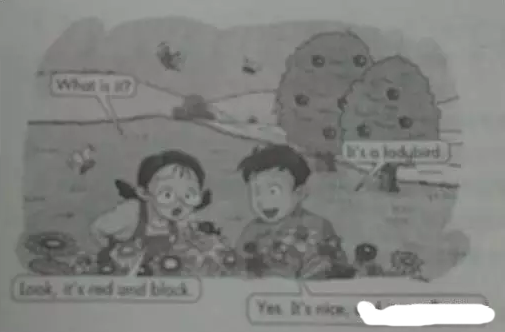 What is it?
It's a ladybird.
Look, it's red and black.
Yes. It's nice,